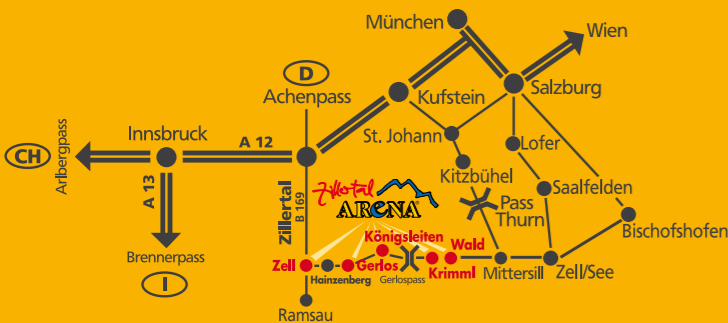 München
Wien
D
Achenpass
Kufstein
Salzburg
Innsbruck
A 12
St. Johann
Lofer
CH
Arlbergpass
A 13
Kitzbühel
Saalfelden
Zillertal
B 169
Zillertal
ARENA
Pass
Thurn
Bischofshofen
Königsleiten
Wald
Brennerpass
Zell
Hainzenberg
Gerlos
Gerlospass
Krimml
Mittersill
Zell/See
I
Ramsau